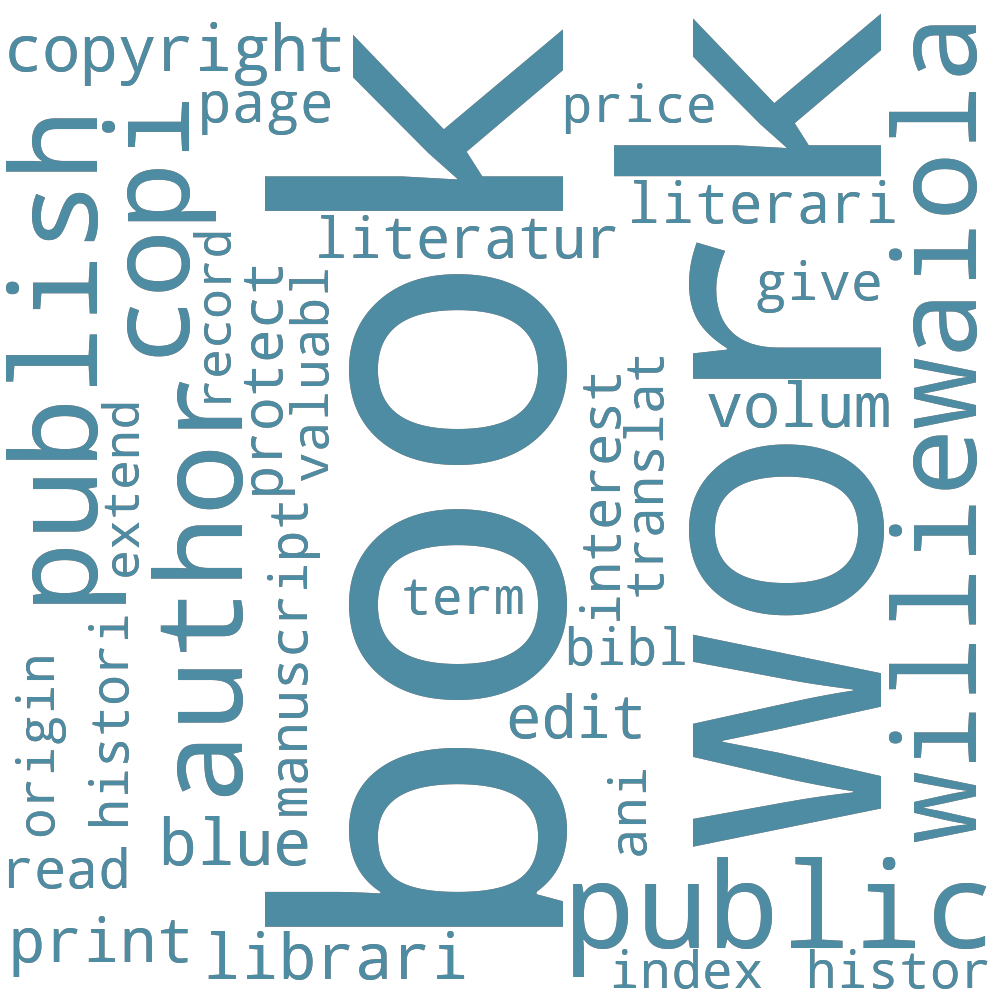 copyright
page
price
publish
copi
book
work
williewaiola
literatur
literari
record
protect
valuabl
give
author
extend
volum
interest
translat
manuscript
term
bibl
histori
origin
edit
ani
blue
read
public
print
librari
index
histor